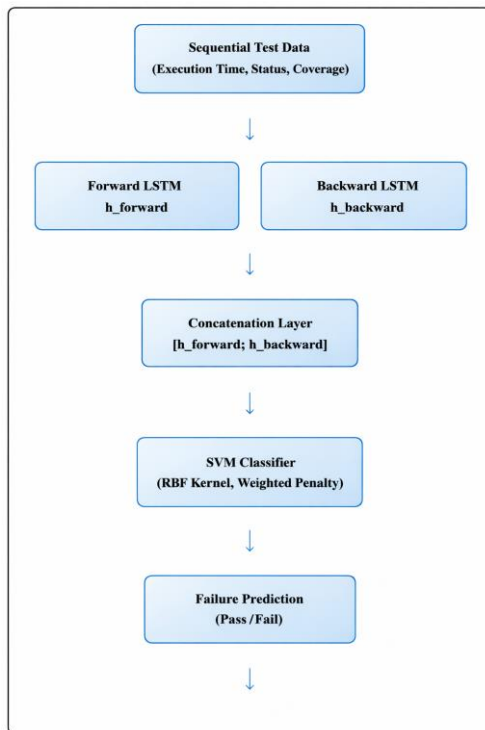 Sequential Test Data
(Execution Time, Status, Coverage)
Forward LSTM
h_forward
Backward LSTM
h_backward
Concatenation Layer
[h_forward; h_backward]
SVM Classifier
(RBF Kernel, Weighted Penalty)
Failure Prediction
(Pass /Fail)